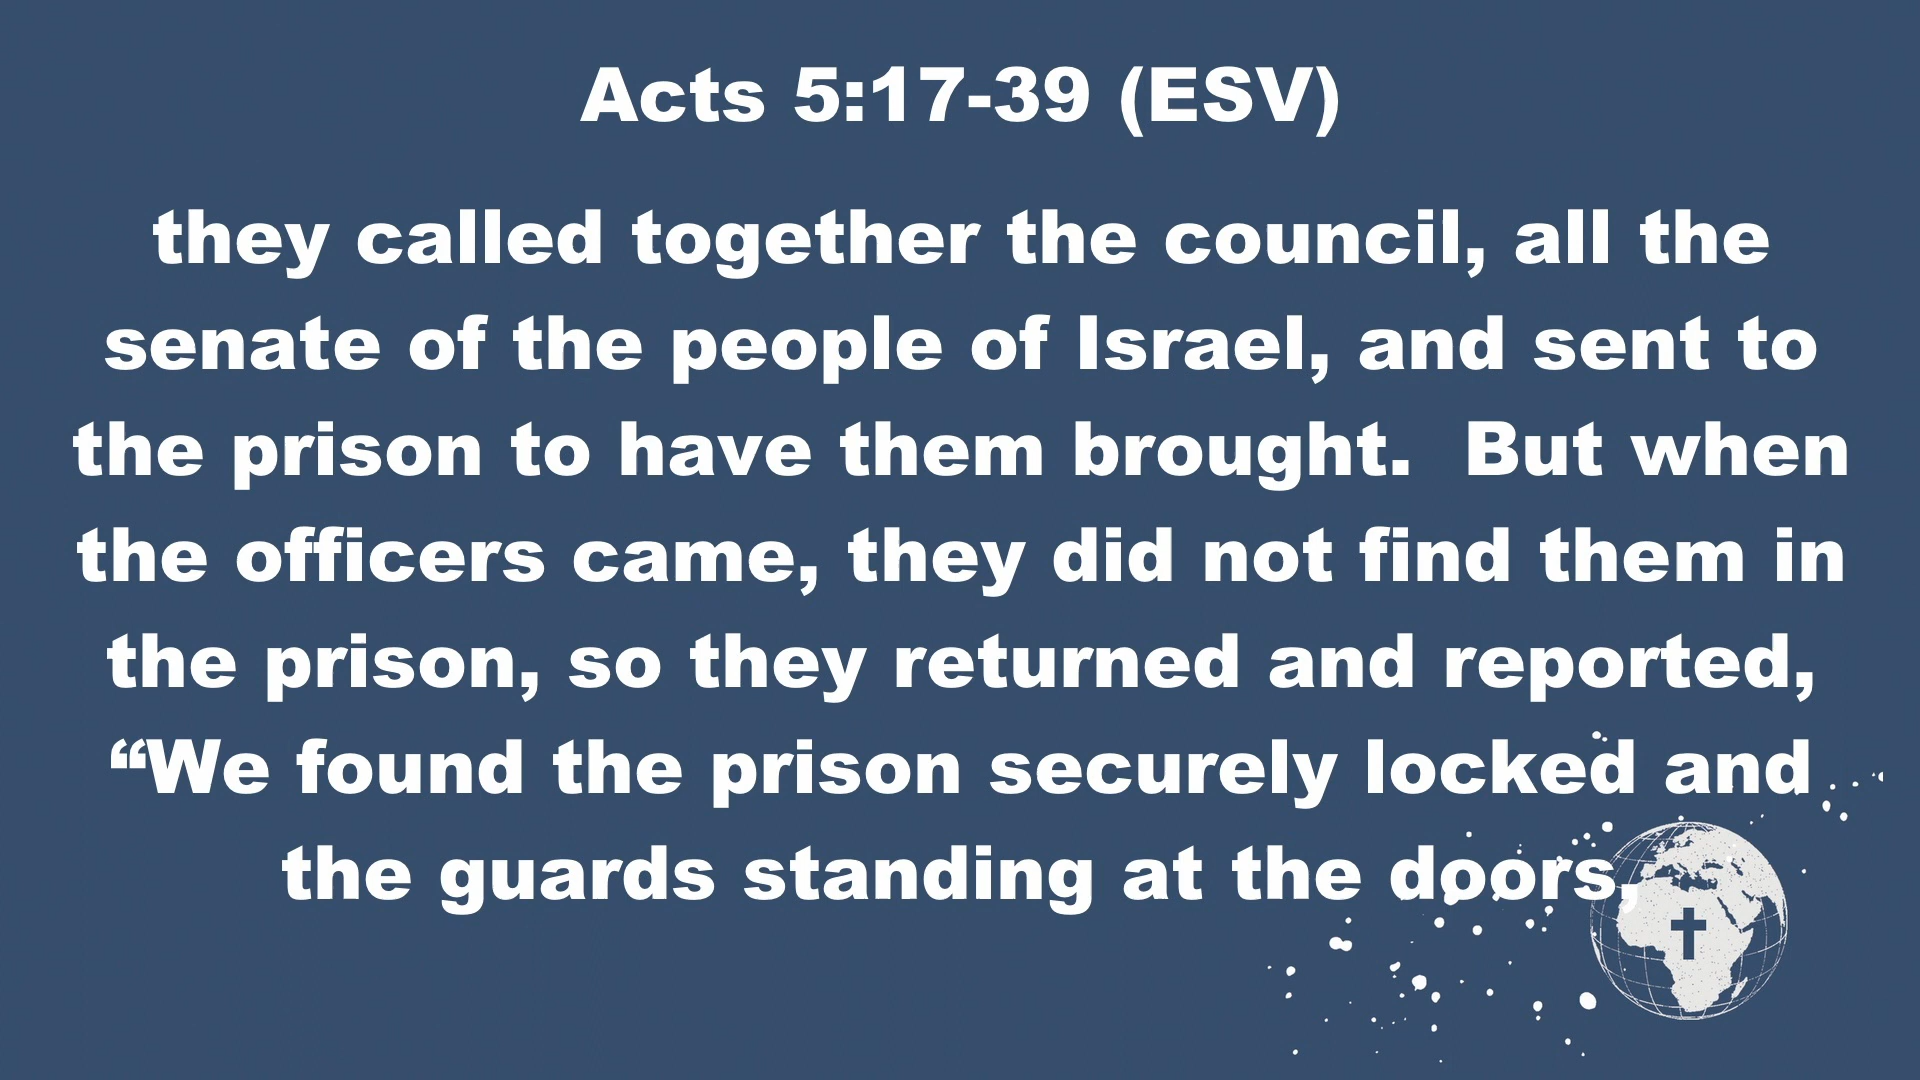 Acts 5:17-39 (ESV)
they called together the council, all the
senate of the people of Israel, and sent to
the prison to have them brought.  But when
the officers came, they did not find them in
the prison, so they returned and reported,
“We found the prison securely locked and
the guards standing at the doors,